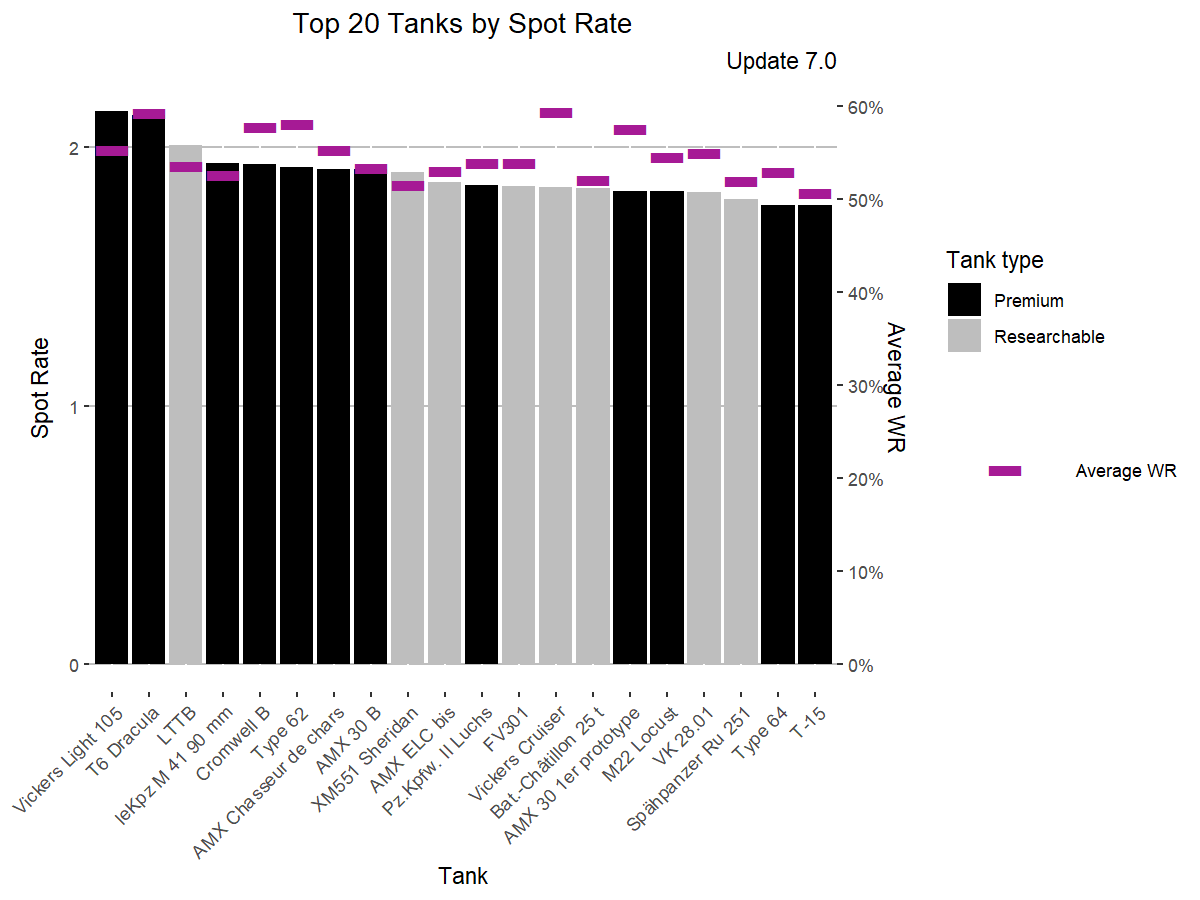 Top 20 Tanks by Spot Rate
Update 7.0
Spot Rate
2
1
0
60%
50%
40%
30%
20%
10%
0%
Average WR
Vickers Light 105
T6 Dracula
LTTB
leKpz M 41 90 mm
Cromwell B
Type 62
AMX Chasseur de chars
AMX 30 B
XM551 Sheridan
AMX ELC bis
Pz.Kpfw. II Luchs
FV301
Vickers Cruiser
Bat.-Châtillon 25 t
AMX 30 1er prototype
M22 Locust
VK 28.01
Spähpanzer Ru 251
Type 64
T-15
Tank
Tank type
Premium
Researchable
Average WR